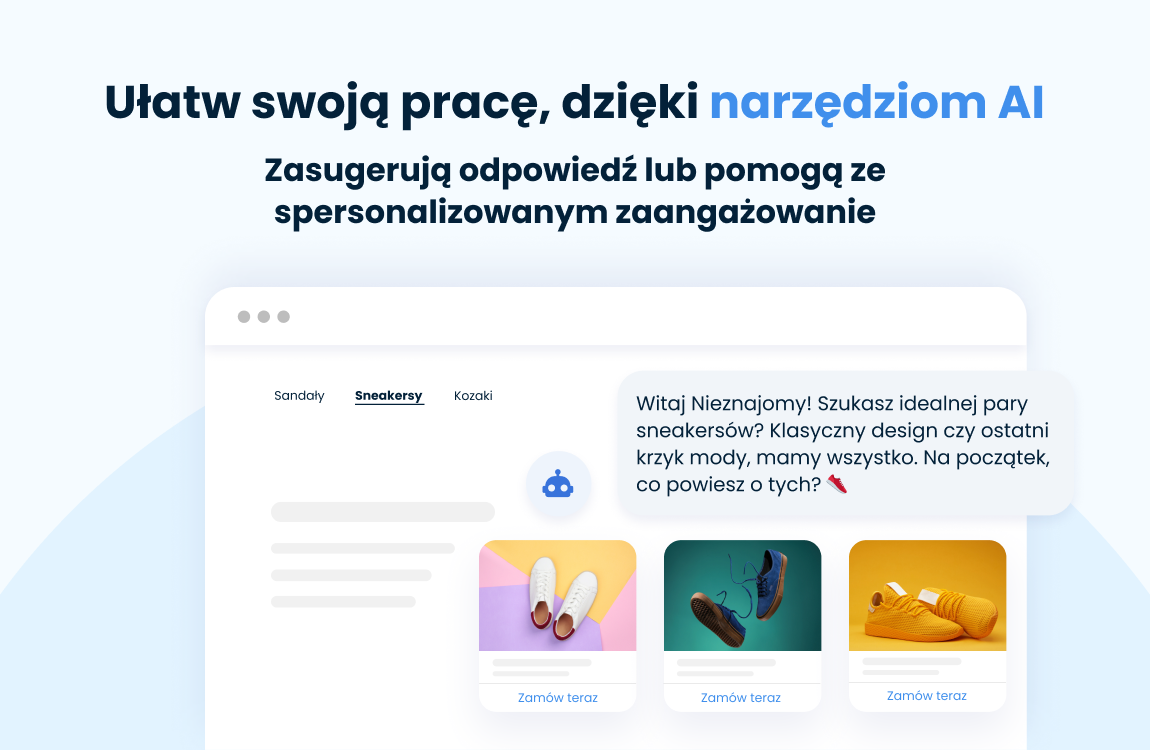 Ułatw swoją pracę, dzięki narzędziom AI
Zasugerują odpowiedź lub pomogą ze
spersonalizowanym zaangażowanie
Sandały Sneakersy Kozaki
Witaj Nieznajomy! Szukasz idealnej pary
sneakersów? Klasyczny design czy ostatni
krzyk mody, mamy wszystko. Na początek,
co powiesz o tych? 👟
Zamów teraz Zamów teraz Zamów teraz